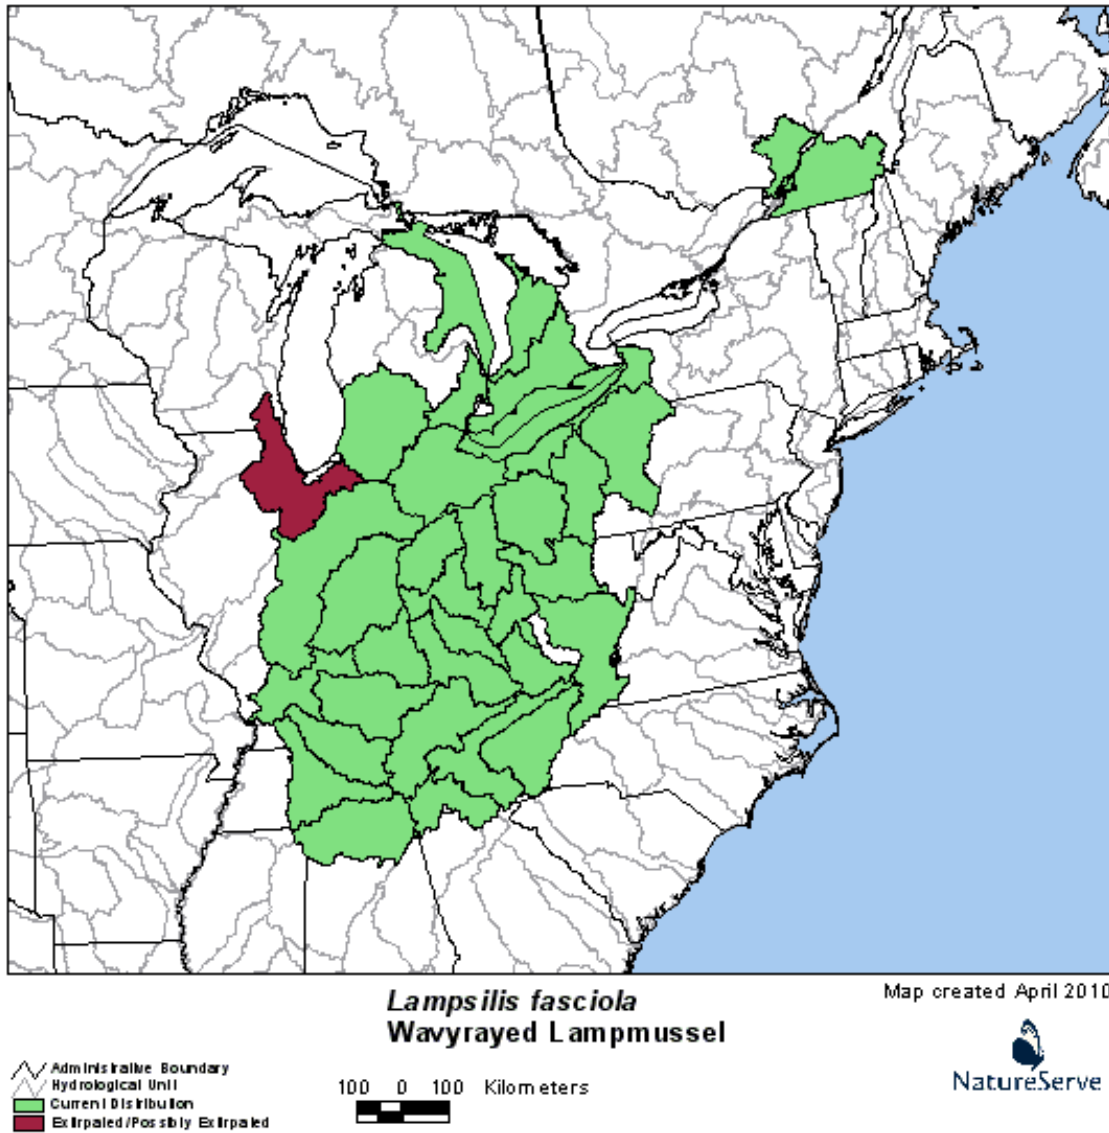 Lampsilis fasciola
Wavyrayed Lampmussel
Map created April 2010
Administrative Boundary
Hydrological Unit
Current Distribution
Extirpated/Possibly Extirpated
100 0 100 Kilometers
NatureServe